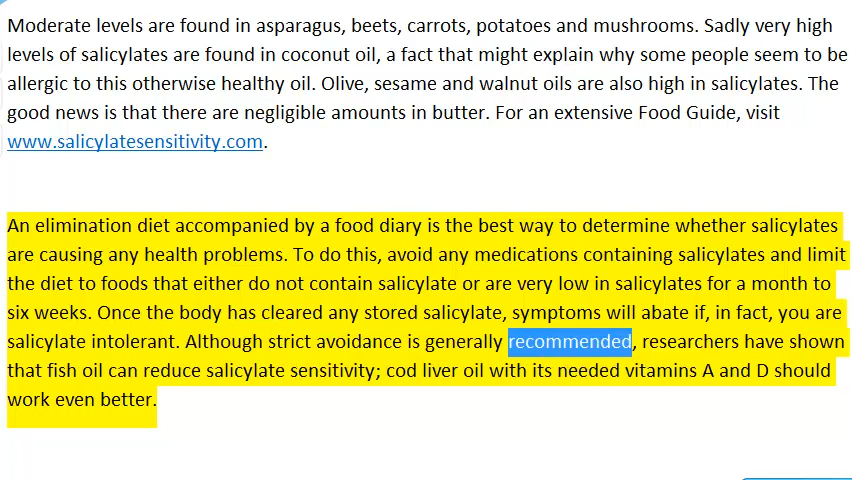 Moderate levels are found in asparagus, beets, carrots, potatoes and mushrooms. Sadly very high
levels of salicylates are found in coconut oil, a fact that might explain why some people seem to be
allergic to this otherwise healthy oil. Olive, sesame and walnut oils are also high in salicylates. The
good news is that there are negligible amounts in butter. For an extensive Food Guide, visit
www.salicylatesensitivity.com.
An elimination diet accompanied by a food diary is the best way to determine whether salicylates
are causing any health problems. To do this, avoid any medications containing salicylates and limit
the diet to foods that either do not contain salicylate or are very low in salicylates for a month to
six weeks. Once the body has cleared any stored salicylate, symptoms will abate if, in fact, you are
salicylate intolerant. Although strict avoidance is generally recommended, researchers have shown
that fish oil can reduce salicylate sensitivity; cod liver oil with its needed vitamins A and D should
work even better.